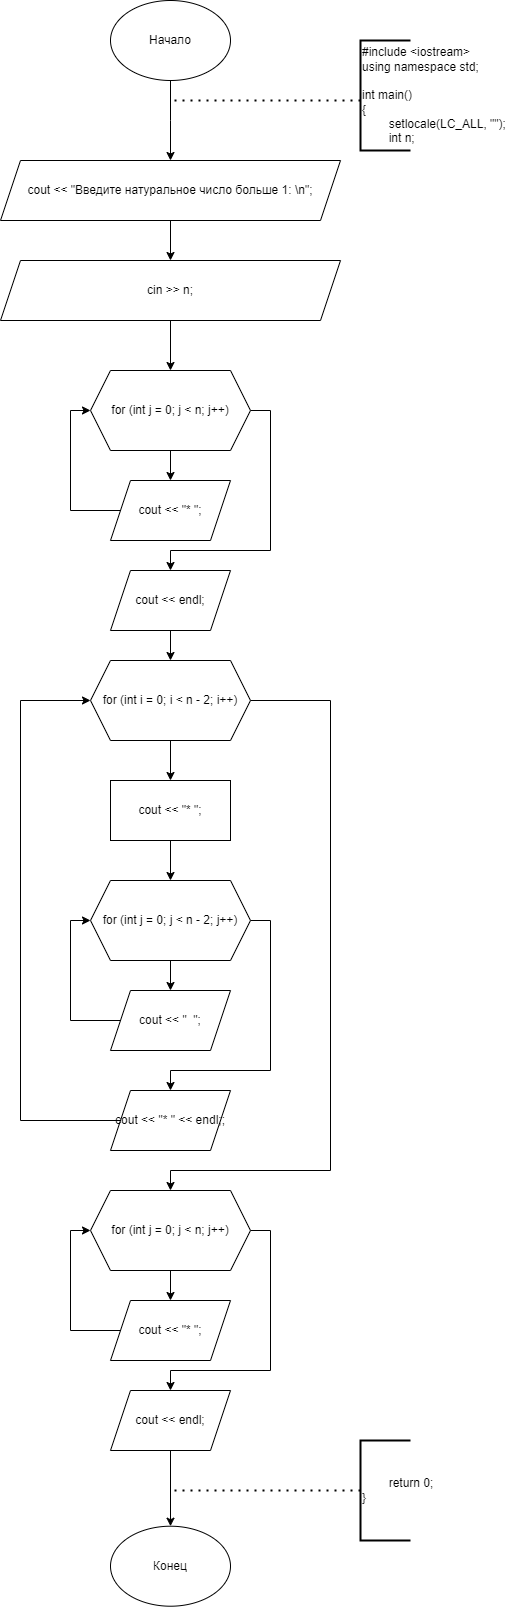 Начало
#include <iostream>
using namespace std;
int main()
{
setlocale(LC_ALL, "");
int n;
cout << "Введите натуральное число больше 1: \n";
cin >> n;
for (int j = 0; j < n; j++)
cout << "* ";
cout << endl;
for (int i = 0; i < n - 2; i++)
cout << "* ";
for (int j = 0; j < n - 2; j++)
cout << "  ";
cout << "* " << endl;
for (int j = 0; j < n; j++)
cout << "* ";
cout << endl;
return 0;
}
Конец